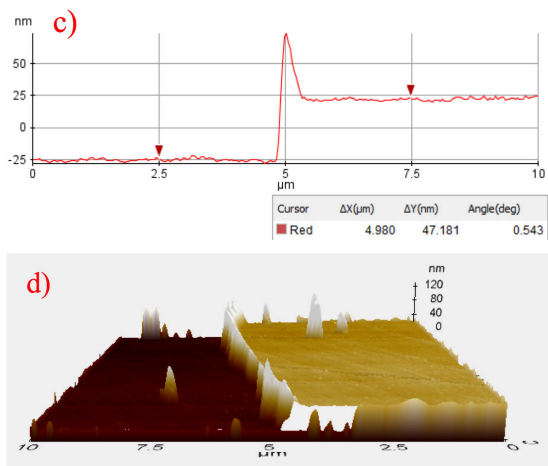 c)
nm
50
25
0
-25
0 2.5 5 7.5 10
µm
Cursor ΔX(µm) ΔY(nm) Angle(deg)
Red 4.980 47.181 0.543
d)
nm
120
80
40
0
10 7.5 5 2.5 0
µm